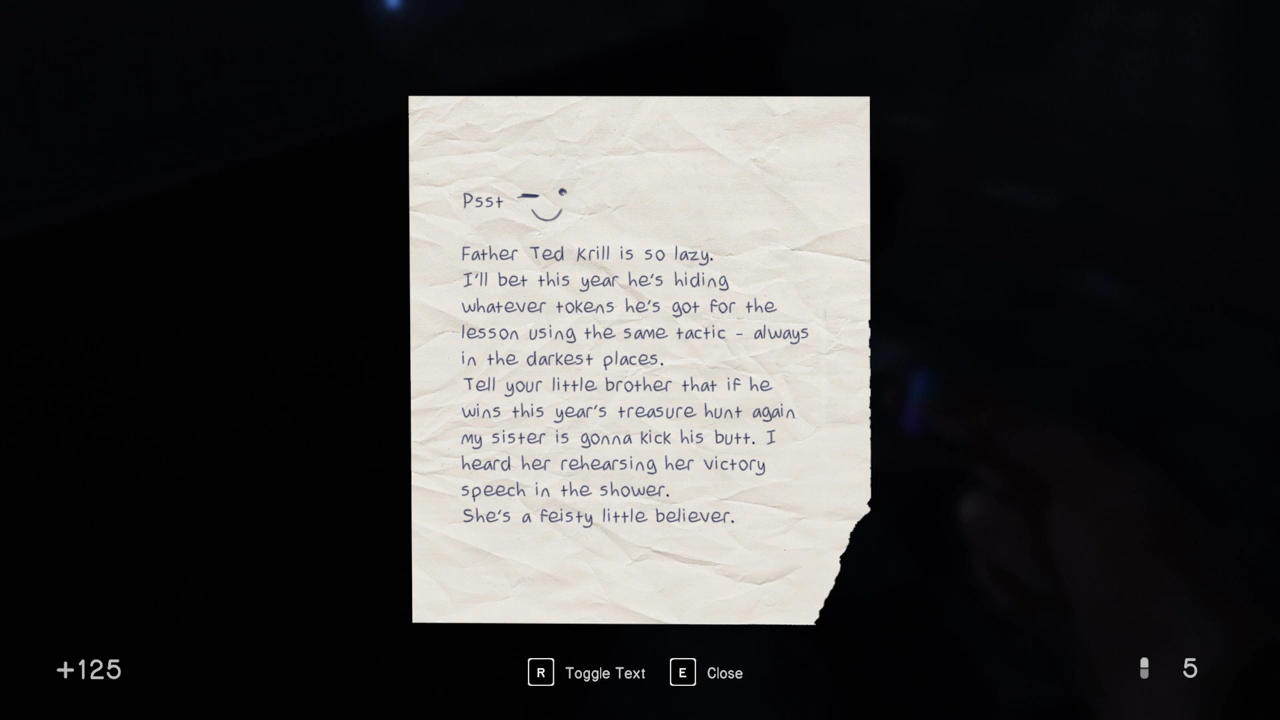 Psst
Father Ted Krill is so lazy.
I'll bet this year he's hiding
whatever tokens he's got for the
lesson using the same tactic - always
in the darkest places.
Tell your little brother that if he
wins this year's treasure hunt again
my sister is gonna kick his butt. I
heard her rehearsing her victory
speech in the shower.
She's a feisty little believer.
+125
R Toggle Text E Close
5